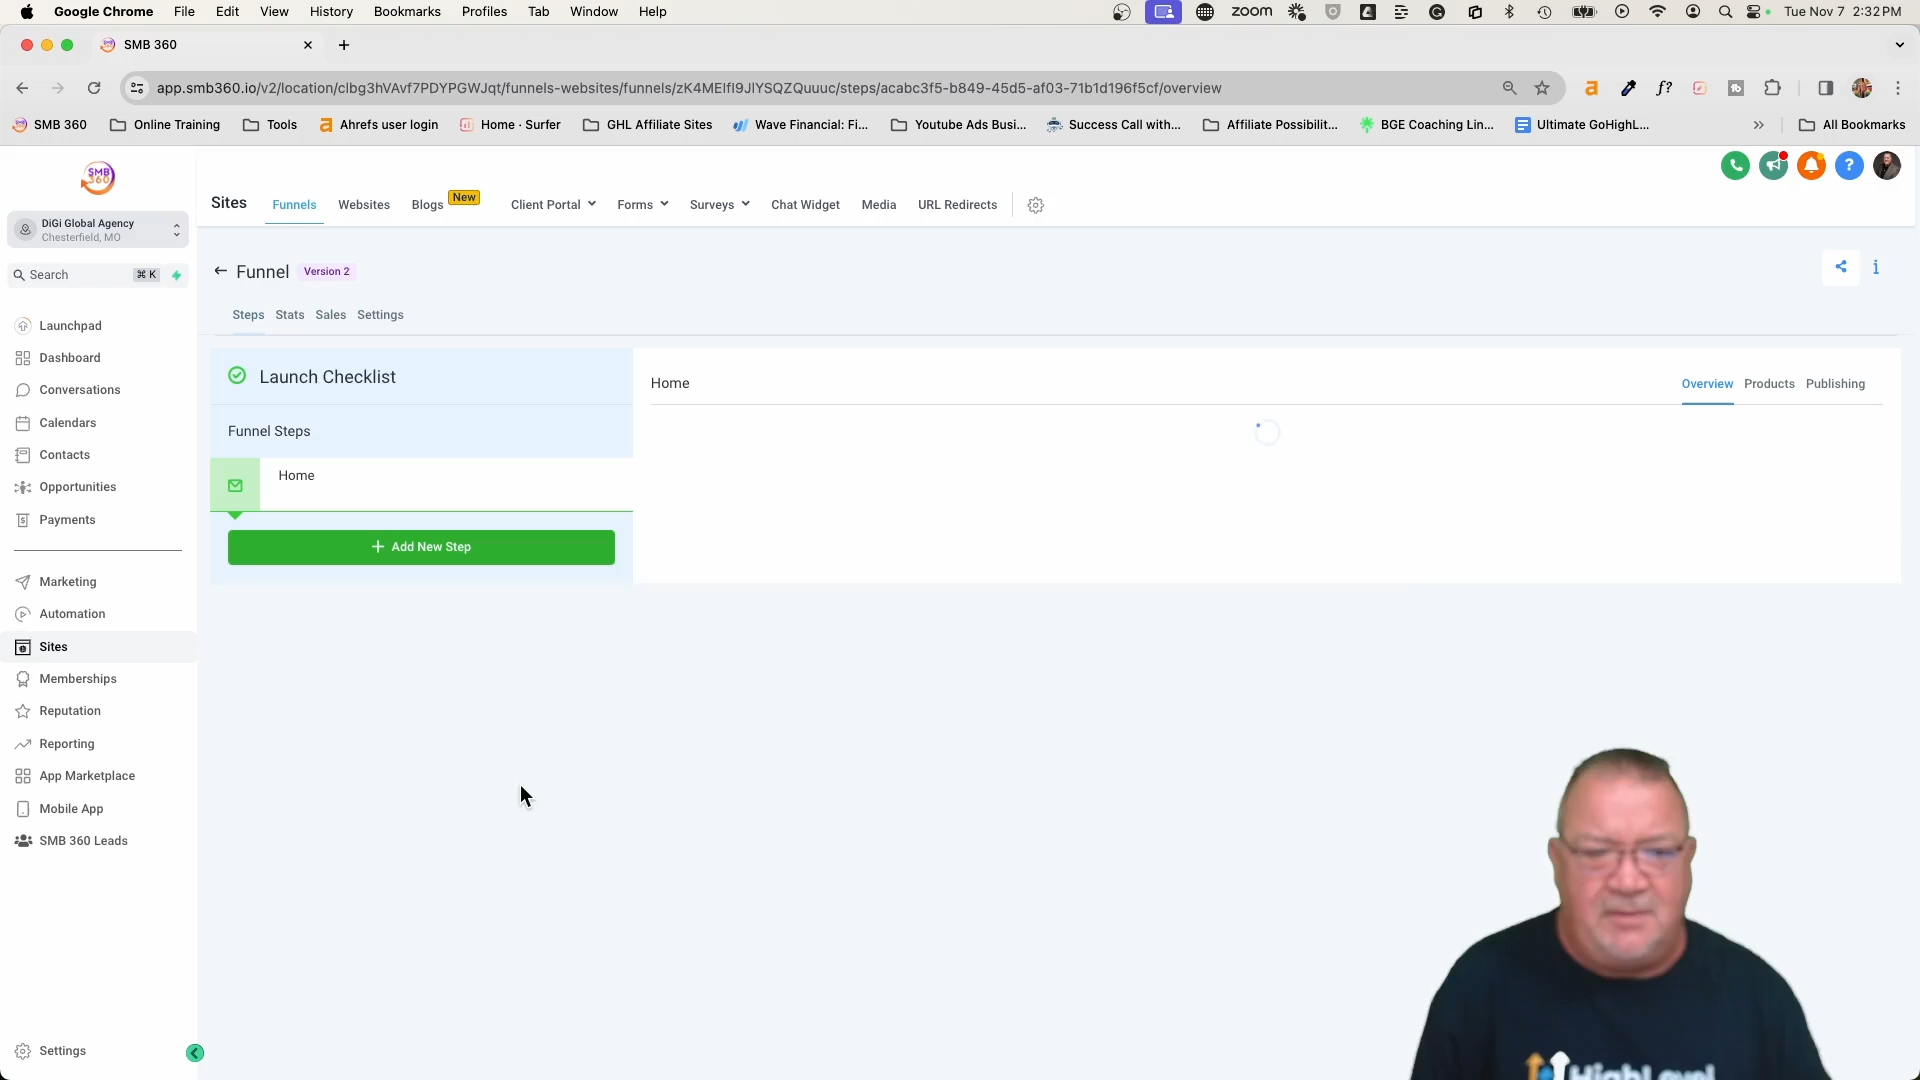 Google Chrome File Edit View History Bookmarks Profiles Tab Window Help zoom Tue Nov 7 2:32 PM
SMB 360
app.smb360.io/v2/location/clbg3hVAvf7PDYPGWJqt/funnels-websites/funnels/zK4MElfI9JlYSQZQuuuc/steps/acabc3f5-b849-45d5-af03-71b1d196f5cf/overview
SMB 360 Online Training Tools Ahrefs user login Home · Surfer GHL Affiliate Sites Wave Financial: Fi... Youtube Ads Busi... Success Call with... Affiliate Possibilit... BGE Coaching Lin... Ultimate GoHighL... » All Bookmarks
SMB
360
DiGi Global Agency
Chesterfield, MO
Search ⌘ K
Launchpad
Dashboard
Conversations
Calendars
Contacts
Opportunities
Payments
Marketing
Automation
Sites
Memberships
Reputation
Reporting
App Marketplace
Mobile App
SMB 360 Leads
Settings
Sites Funnels Websites Blogs New Client Portal Forms Surveys Chat Widget Media URL Redirects
Funnel Version 2
Steps Stats Sales Settings
Launch Checklist
Funnel Steps
Home
+ Add New Step
Home Overview Products Publishing
HighLevel